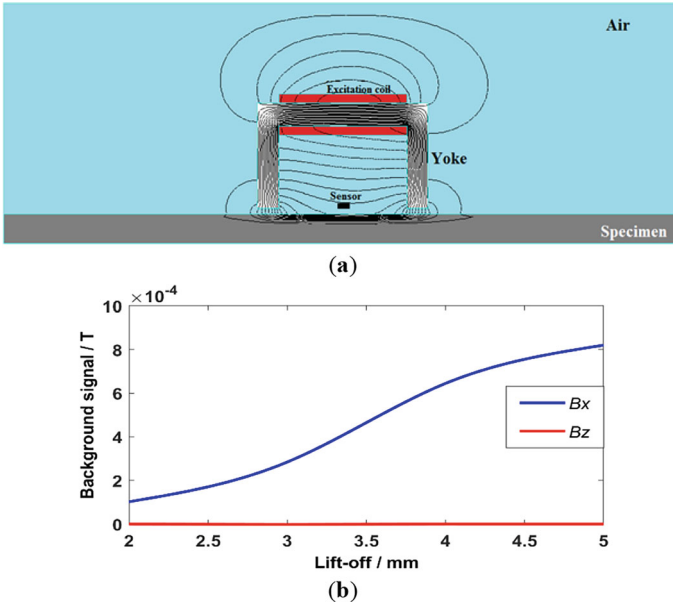 Air
Excitation coil
Yoke
Sensor
Specimen
(a)
×10⁻⁴
10
8
6
4
2
0
Background signal / T
Bx
Bz
2 2.5 3 3.5 4 4.5 5
Lift-off / mm
(b)